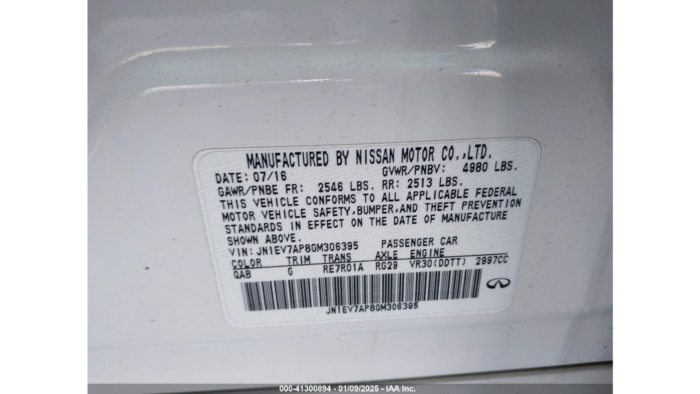 MANUFACTURED BY NISSAN MOTOR CO.,LTD.
DATE: 07/16 GVWR/PNBV: 4980 LBS.
GAWR/PNBE FR: 2546 LBS. RR: 2513 LBS.
THIS VEHICLE CONFORMS TO ALL APPLICABLE FEDERAL
MOTOR VEHICLE SAFETY,BUMPER,AND THEFT PREVENTION
STANDARDS IN EFFECT ON THE DATE OF MANUFACTURE
SHOWN ABOVE.
VIN: JN1EV7AP8GM306395 PASSENGER CAR
COLOR TRIM TRANS AXLE ENGINE
QAB G RE7R01A RG29 VR30(DDTT) 2997CC
JN1EV7AP8GM306395
000-41300894 - 01/09/2025 - IAA Inc.